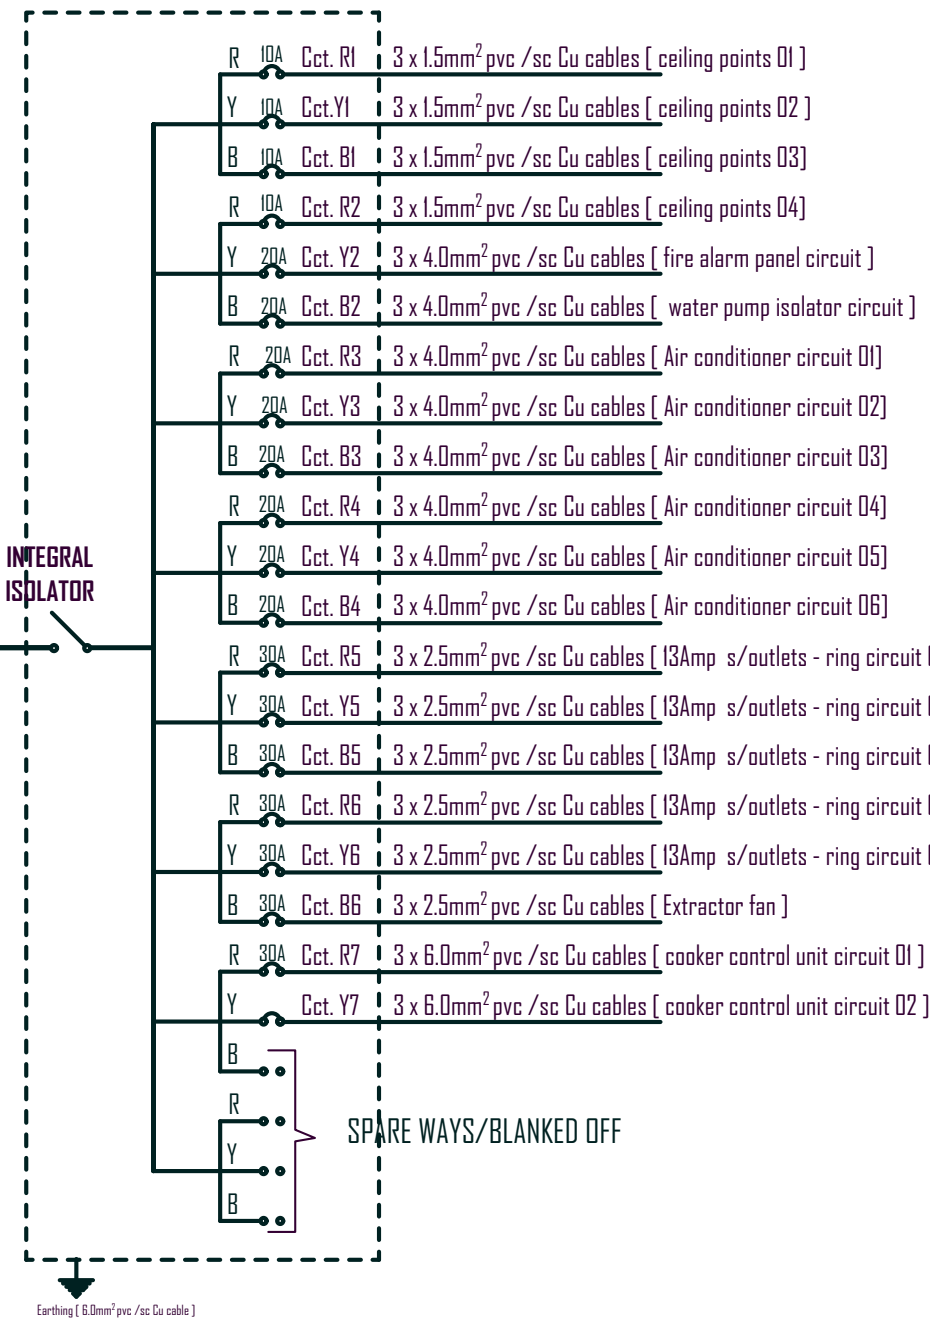 R 10A Cct. R1 3 x 1.5mm² pvc /sc Cu cables [ ceiling points 01 ]
Y 10A Cct.Y1 3 x 1.5mm² pvc /sc Cu cables [ ceiling points 02 ]
B 10A Cct. B1 3 x 1.5mm² pvc /sc Cu cables [ ceiling points 03]
R 10A Cct. R2 3 x 1.5mm² pvc /sc Cu cables [ ceiling points 04]
Y 20A Cct. Y2 3 x 4.0mm² pvc /sc Cu cables [ fire alarm panel circuit ]
B 20A Cct. B2 3 x 4.0mm² pvc /sc Cu cables [ water pump isolator circuit ]
R 20A Cct. R3 3 x 4.0mm² pvc /sc Cu cables [ Air conditioner circuit 01]
Y 20A Cct. Y3 3 x 4.0mm² pvc /sc Cu cables [ Air conditioner circuit 02]
B 20A Cct. B3 3 x 4.0mm² pvc /sc Cu cables [ Air conditioner circuit 03]
R 20A Cct. R4 3 x 4.0mm² pvc /sc Cu cables [ Air conditioner circuit 04]
INTEGRAL
ISOLATOR
Y 20A Cct. Y4 3 x 4.0mm² pvc /sc Cu cables [ Air conditioner circuit 05]
B 20A Cct. B4 3 x 4.0mm² pvc /sc Cu cables [ Air conditioner circuit 06]
R 30A Cct. R5 3 x 2.5mm² pvc /sc Cu cables [ 13Amp s/outlets - ring circuit
Y 30A Cct. Y5 3 x 2.5mm² pvc /sc Cu cables [ 13Amp s/outlets - ring circuit
B 30A Cct. B5 3 x 2.5mm² pvc /sc Cu cables [ 13Amp s/outlets - ring circuit
R 30A Cct. R6 3 x 2.5mm² pvc /sc Cu cables [ 13Amp s/outlets - ring circuit
Y 30A Cct. Y6 3 x 2.5mm² pvc /sc Cu cables [ 13Amp s/outlets - ring circuit
B 30A Cct. B6 3 x 2.5mm² pvc /sc Cu cables [ Extractor fan ]
R 30A Cct. R7 3 x 6.0mm² pvc /sc Cu cables [ cooker control unit circuit 01 ]
Y Cct. Y7 3 x 6.0mm² pvc /sc Cu cables [ cooker control unit circuit 02 ]
B
R
SPARE WAYS/BLANKED OFF
Y
B
Earthing [ 6.0mm² pvc /sc Cu cable ]